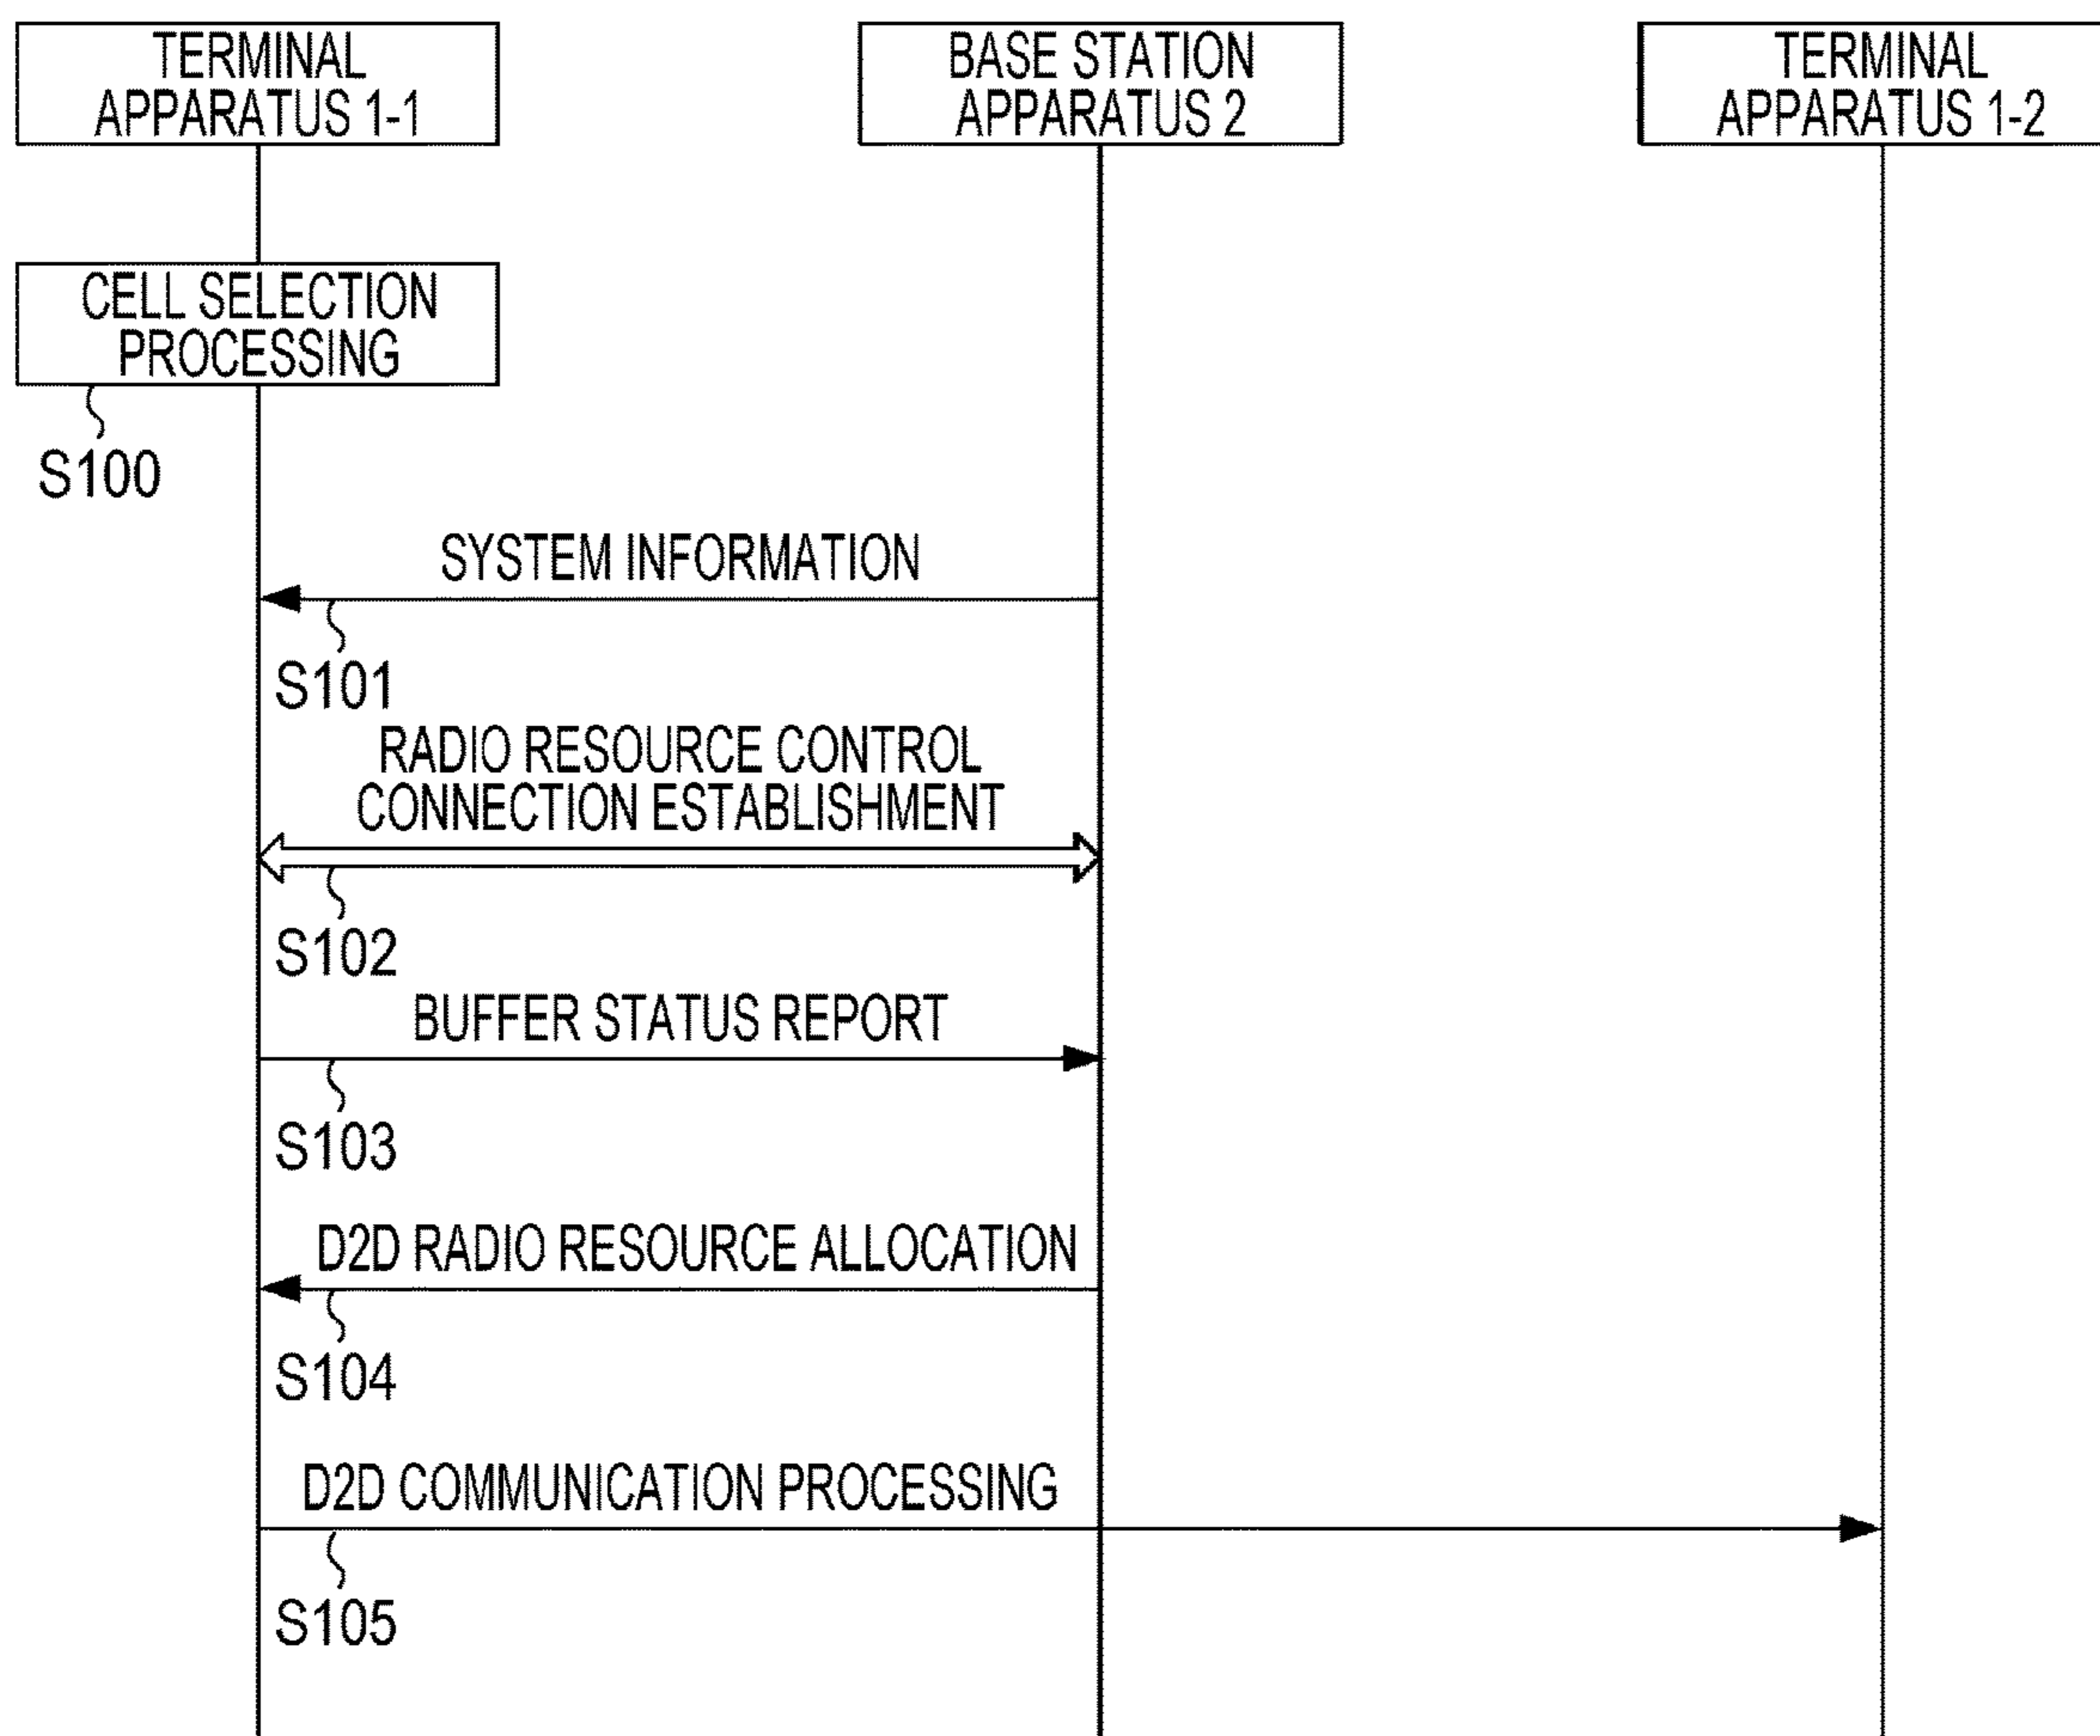 TERMINAL
APPARATUS 1-1
BASE STATION
APPARATUS 2
TERMINAL
APPARATUS 1-2
CELL SELECTION
PROCESSING
S100
SYSTEM INFORMATION
S101
RADIO RESOURCE CONTROL
CONNECTION ESTABLISHMENT
S102
BUFFER STATUS REPORT
S103
D2D RADIO RESOURCE ALLOCATION
S104
D2D COMMUNICATION PROCESSING
S105